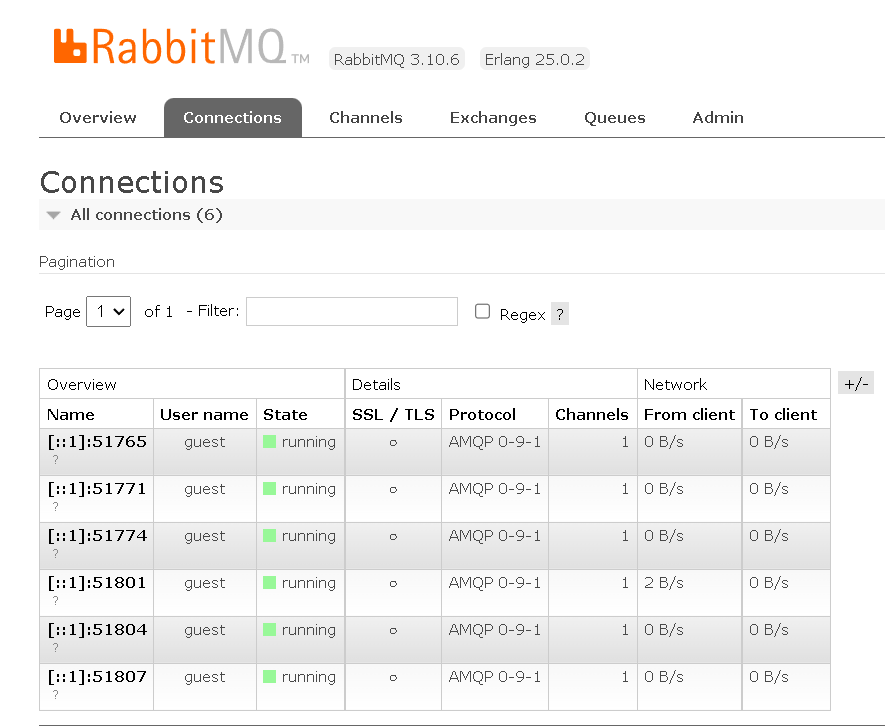 RabbitMQ TM RabbitMQ 3.10.6 Erlang 25.0.2
Overview Connections Channels Exchanges Queues Admin
Connections
All connections (6)
Pagination
Page 1 of 1 - Filter: Regex ?
Overview Details Network +/-
Name User name State SSL / TLS Protocol Channels From client To client
[::1]:51765 guest running ○ AMQP 0-9-1 1 0 B/s 0 B/s
?
[::1]:51771 guest running ○ AMQP 0-9-1 1 0 B/s 0 B/s
?
[::1]:51774 guest running ○ AMQP 0-9-1 1 0 B/s 0 B/s
?
[::1]:51801 guest running ○ AMQP 0-9-1 1 2 B/s 0 B/s
?
[::1]:51804 guest running ○ AMQP 0-9-1 1 0 B/s 0 B/s
?
[::1]:51807 guest running ○ AMQP 0-9-1 1 0 B/s 0 B/s
?